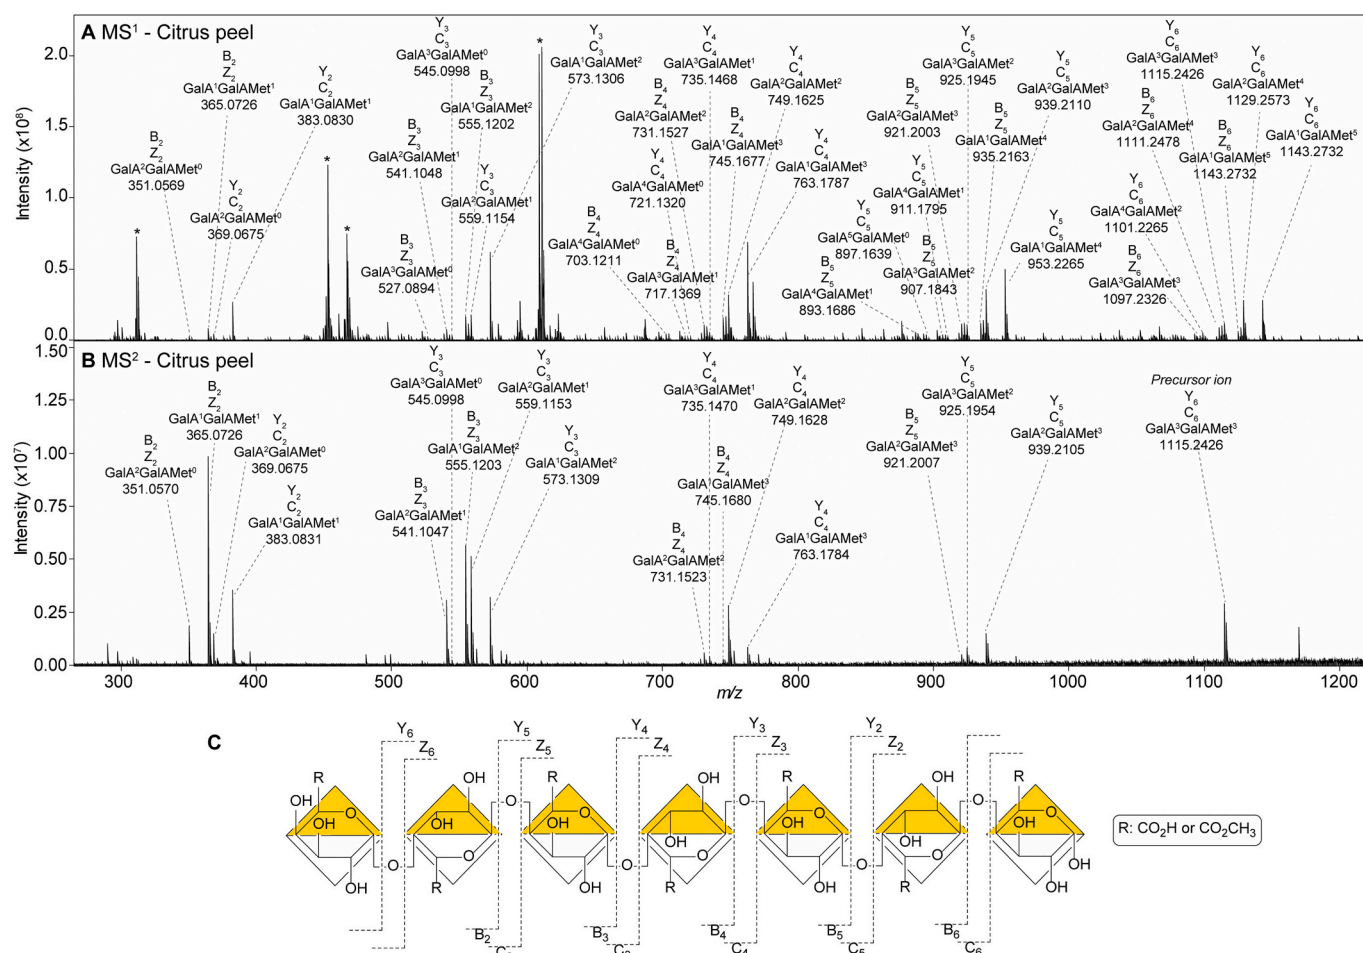 A MS¹ - Citrus peel
Intensity (x10⁸)
2.0
1.5
1.0
0.5
0.0
B₂
Z₂
GalA²GalAMet⁰
351.0569
B₂
Z₂
GalA¹GalAMet¹
365.0726
Y₂
C₂
GalA²GalAMet⁰
369.0675
Y₂
C₂
GalA¹GalAMet¹
383.0830
*
*
*
*
B₃
Z₃
GalA³GalAMet⁰
527.0894
B₃
Z₃
GalA²GalAMet¹
541.1048
Y₃
C₃
GalA³GalAMet⁰
545.0998
B₃
Z₃
GalA¹GalAMet²
555.1202
Y₃
C₃
GalA²GalAMet¹
559.1154
Y₃
C₃
GalA¹GalAMet²
573.1306
B₄
Z₄
GalA⁴GalAMet⁰
703.1211
B₄
Z₄
GalA³GalAMet¹
717.1369
Y₄
C₄
GalA⁴GalAMet⁰
721.1320
B₄
Z₄
GalA²GalAMet²
731.1527
Y₄
C₄
GalA³GalAMet¹
735.1468
B₄
Z₄
GalA¹GalAMet³
745.1677
Y₄
C₄
GalA²GalAMet²
749.1625
Y₄
C₄
GalA¹GalAMet³
763.1787
B₅
Z₅
GalA⁴GalAMet¹
893.1686
Y₅
C₅
GalA⁵GalAMet⁰
897.1639
B₅
Z₅
GalA³GalAMet²
907.1843
Y₅
C₅
GalA⁴GalAMet¹
911.1795
B₅
Z₅
GalA²GalAMet³
921.2003
Y₅
C₅
GalA³GalAMet²
925.1945
B₅
Z₅
GalA¹GalAMet⁴
935.2163
Y₅
C₅
GalA²GalAMet³
939.2110
Y₅
C₅
GalA¹GalAMet⁴
953.2265
B₆
Z₆
GalA³GalAMet³
1097.2326
Y₆
C₆
GalA⁴GalAMet²
1101.2265
B₆
Z₆
GalA²GalAMet⁴
1111.2478
Y₆
C₆
GalA³GalAMet³
1115.2426
B₆
Z₆
GalA¹GalAMet⁵
1143.2732
Y₆
C₆
GalA²GalAMet⁴
1129.2573
Y₆
C₆
GalA¹GalAMet⁵
1143.2732
B MS² - Citrus peel
Intensity (x10⁷)
1.50
1.25
1.00
0.75
0.50
0.25
0.00
B₂
Z₂
GalA²GalAMet⁰
351.0570
B₂
Z₂
GalA¹GalAMet¹
365.0726
Y₂
C₂
GalA²GalAMet⁰
369.0675
Y₂
C₂
GalA¹GalAMet¹
383.0831
B₃
Z₃
GalA²GalAMet¹
541.1047
Y₃
C₃
GalA³GalAMet⁰
545.0998
B₃
Z₃
GalA¹GalAMet²
555.1203
Y₃
C₃
GalA²GalAMet¹
559.1153
Y₃
C₃
GalA¹GalAMet²
573.1309
B₄
Z₄
GalA²GalAMet²
731.1523
Y₄
C₄
GalA³GalAMet¹
735.1470
B₄
Z₄
GalA¹GalAMet³
745.1680
Y₄
C₄
GalA²GalAMet²
749.1628
Y₄
C₄
GalA¹GalAMet³
763.1784
B₅
Z₅
GalA²GalAMet³
921.2007
Y₅
C₅
GalA³GalAMet²
925.1954
Y₅
C₅
GalA²GalAMet³
939.2105
Precursor ion
Y₆
C₆
GalA³GalAMet³
1115.2426
300 400 500 600 700 800 900 1000 1100 1200
m/z
C
Y₆ Y₅ Y₄ Y₃ Y₂
Z₆ Z₅ Z₄ Z₃ Z₂
R OH R OH R OH R
OH O O O O O O
OH OH OH OH OH OH OH
O O O O O O O
OH R OH R OH R OH OH
B₂ B₃ B₄ B₅ B₆
C₄ C₅ C₆
R: CO₂H or CO₂CH₃